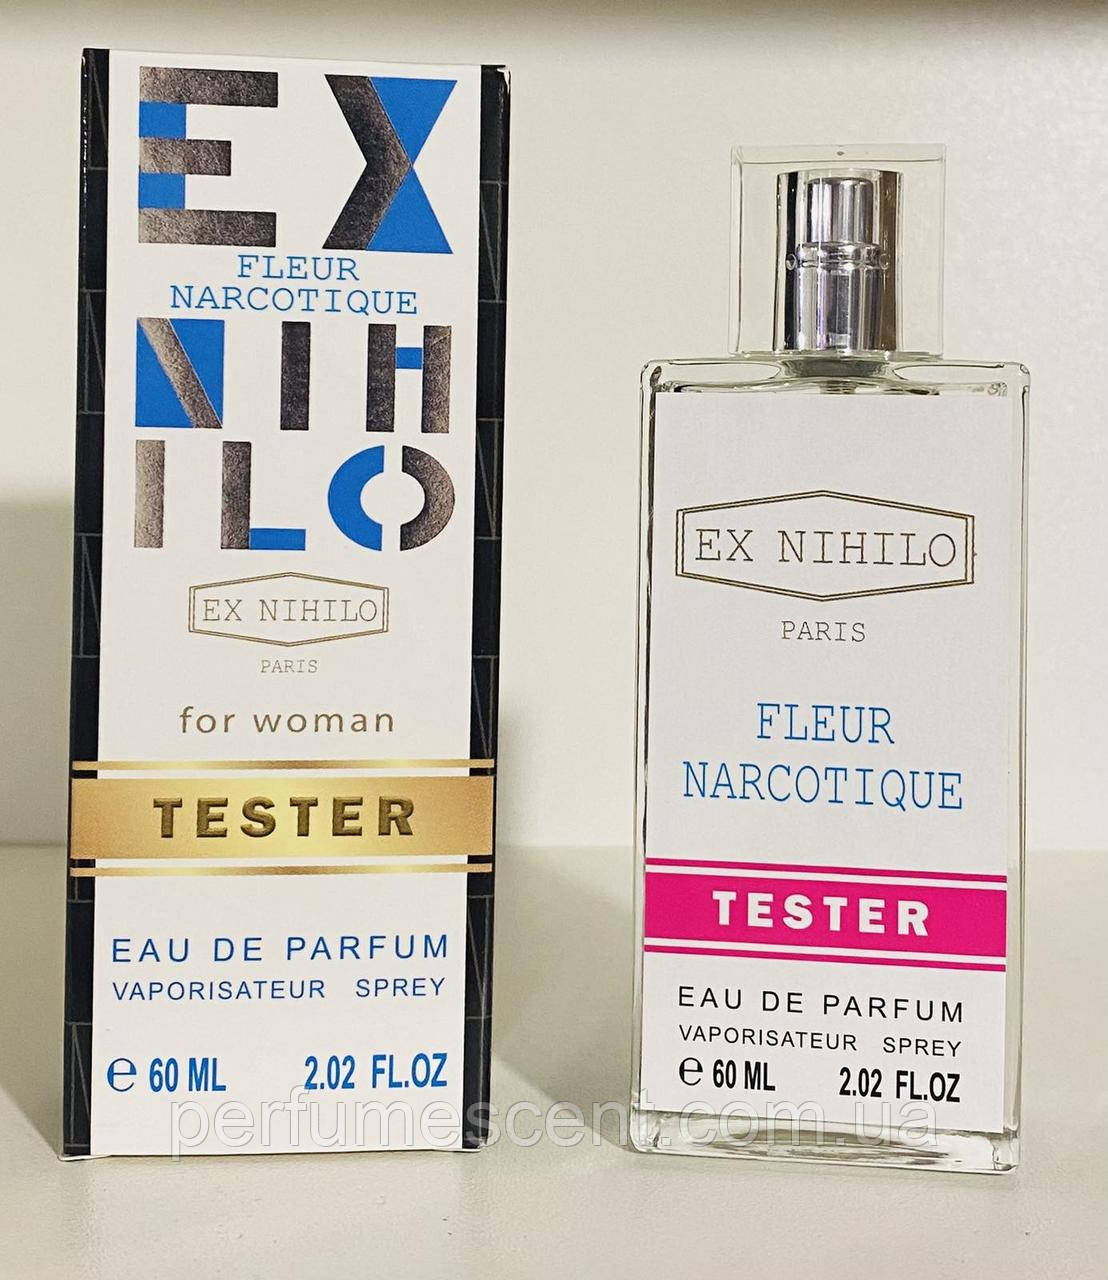 EX
FLEUR
NARCOTIQUE
NIH
ILO
EX NIHILO
PARIS
for woman
TESTER
EAU DE PARFUM
VAPORISATEUR SPREY
e 60 ML 2.02 FL.OZ
EX NIHILO
PARIS
FLEUR
NARCOTIQUE
TESTER
EAU DE PARFUM
VAPORISATEUR SPREY
e 60 ML 2.02 FL.OZ
perfumescent.com.ua